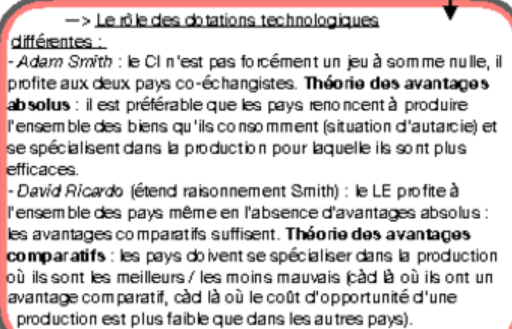 —> Le rôle des dotations technologiques
différentes :
- Adam Smith : le CI n'est pas forcément un jeu à somme nulle, il
profite aux deux pays co-échangistes. Théorie des avantages
absolus : il est préférable que les pays renoncent à produire
l'ensemble des biens qu'ils consomment (situation d'autarcie) et
se spécialisent dans la production pour laquelle ils sont plus
efficaces.
- David Ricardo (étend raisonnement Smith) : le LE profite à
l'ensemble des pays même en l'absence d'avantages absolus :
les avantages comparatifs suffisent. Théorie des avantages
comparatifs : les pays doivent se spécialiser dans la production
où ils sont les meilleurs / les moins mauvais (càd là où ils ont un
avantage comparatif, càd là où le coût d'opportunité d'une
production est plus faible que dans les autres pays).